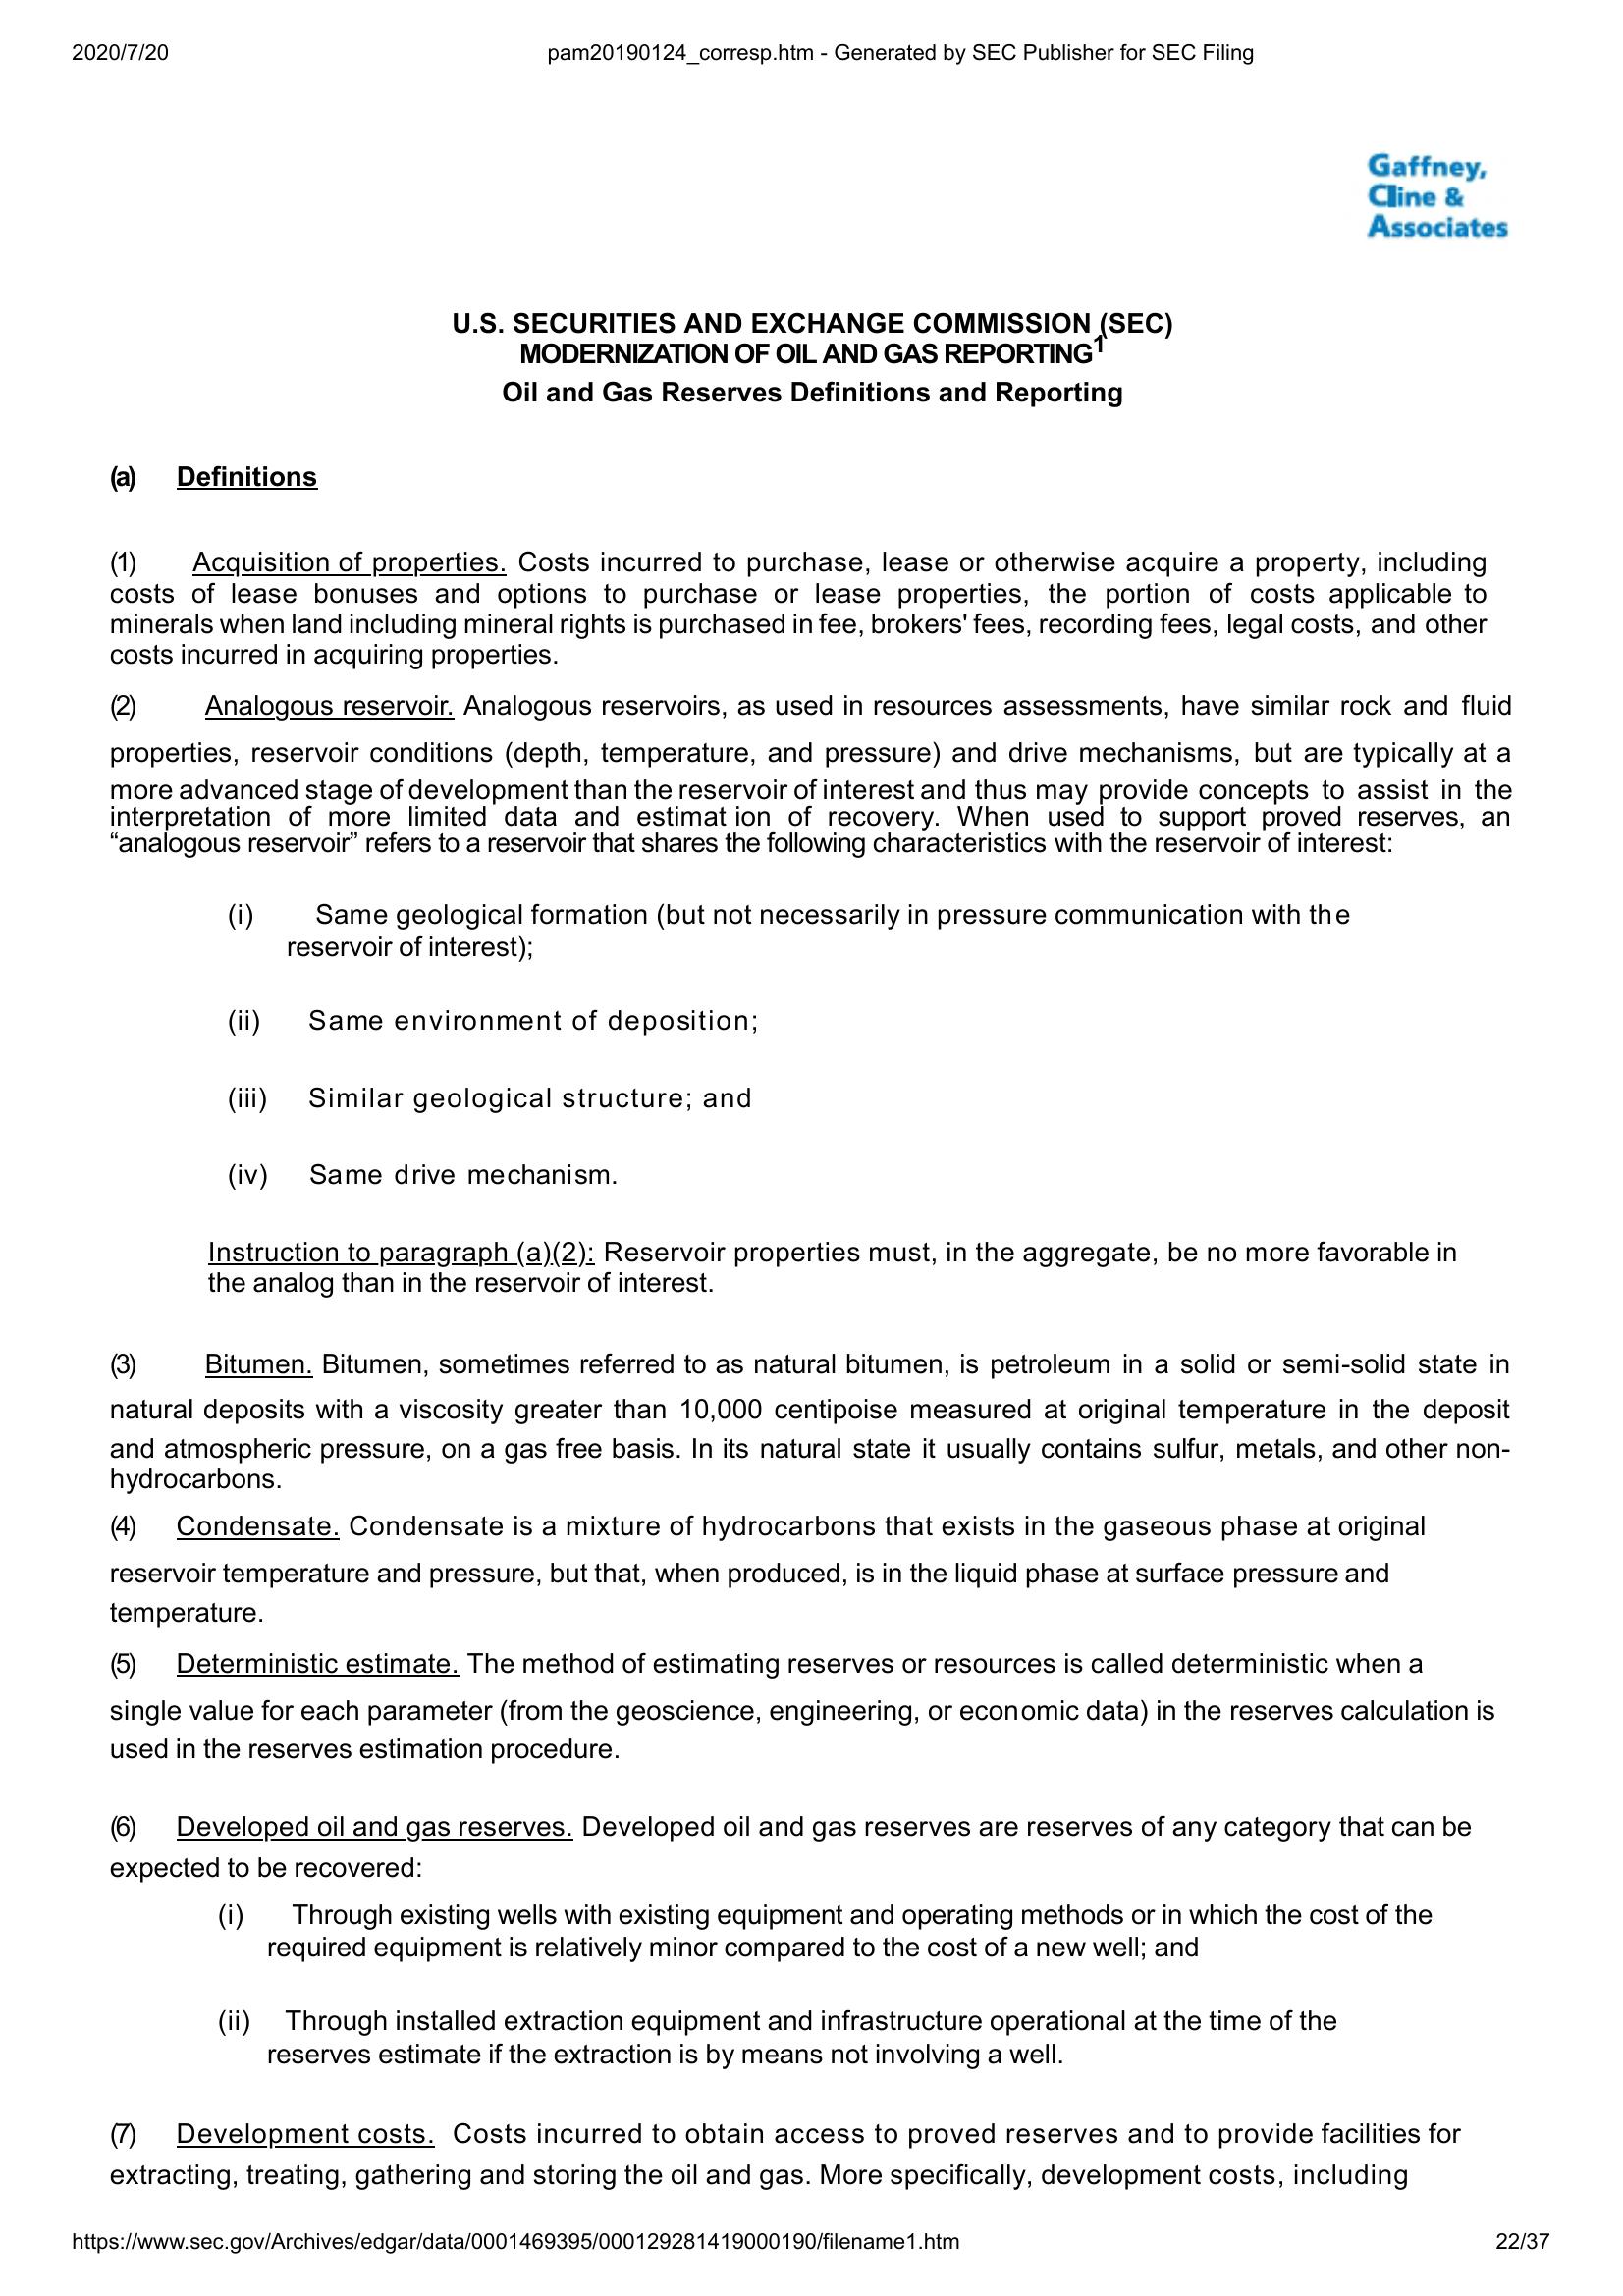 2020/7/20 pam20190124_corresp.htm - Generated by SEC Publisher for SEC Filing
Gaffney,
Cline &
Associates
U.S. SECURITIES AND EXCHANGE COMMISSION (SEC)
MODERNIZATION OF OIL AND GAS REPORTING1
Oil and Gas Reserves Definitions and Reporting
(a) Definitions
(1) Acquisition of properties. Costs incurred to purchase, lease or otherwise acquire a property, including
costs of lease bonuses and options to purchase or lease properties, the portion of costs applicable to
minerals when land including mineral rights is purchased in fee, brokers' fees, recording fees, legal costs, and other
costs incurred in acquiring properties.
(2) Analogous reservoir. Analogous reservoirs, as used in resources assessments, have similar rock and fluid
properties, reservoir conditions (depth, temperature, and pressure) and drive mechanisms, but are typically at a
more advanced stage of development than the reservoir of interest and thus may provide concepts to assist in the
interpretation of more limited data and estimat ion of recovery. When used to support proved reserves, an
“analogous reservoir” refers to a reservoir that shares the following characteristics with the reservoir of interest:
(i) Same geological formation (but not necessarily in pressure communication with the
reservoir of interest);
(ii) Same environment of deposition;
(iii) Similar geological structure; and
(iv) Same drive mechanism.
Instruction to paragraph (a)(2): Reservoir properties must, in the aggregate, be no more favorable in
the analog than in the reservoir of interest.
(3) Bitumen. Bitumen, sometimes referred to as natural bitumen, is petroleum in a solid or semi-solid state in
natural deposits with a viscosity greater than 10,000 centipoise measured at original temperature in the deposit
and atmospheric pressure, on a gas free basis. In its natural state it usually contains sulfur, metals, and other non-
hydrocarbons.
(4) Condensate. Condensate is a mixture of hydrocarbons that exists in the gaseous phase at original
reservoir temperature and pressure, but that, when produced, is in the liquid phase at surface pressure and
temperature.
(5) Deterministic estimate. The method of estimating reserves or resources is called deterministic when a
single value for each parameter (from the geoscience, engineering, or economic data) in the reserves calculation is
used in the reserves estimation procedure.
(6) Developed oil and gas reserves. Developed oil and gas reserves are reserves of any category that can be
expected to be recovered:
(i) Through existing wells with existing equipment and operating methods or in which the cost of the
required equipment is relatively minor compared to the cost of a new well; and
(ii) Through installed extraction equipment and infrastructure operational at the time of the
reserves estimate if the extraction is by means not involving a well.
(7) Development costs. Costs incurred to obtain access to proved reserves and to provide facilities for
extracting, treating, gathering and storing the oil and gas. More specifically, development costs, including
https://www.sec.gov/Archives/edgar/data/0001469395/000129281419000190/filename1.htm 22/37